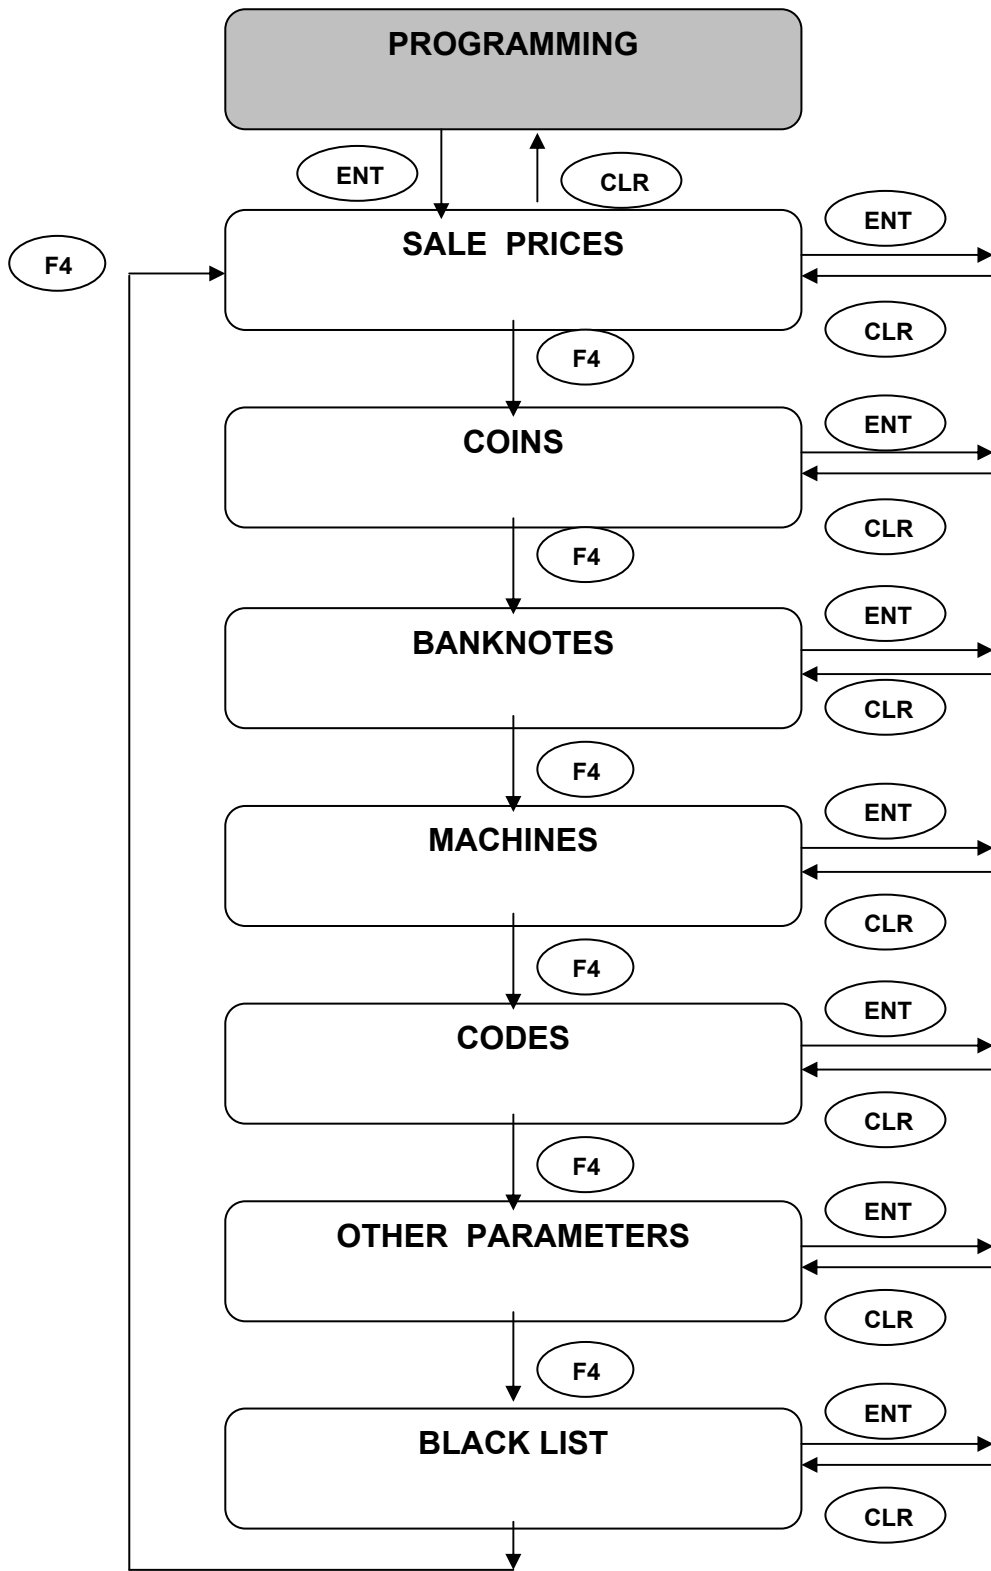 PROGRAMMING
ENT
CLR
SALE PRICES
ENT
F4
CLR
F4
COINS
ENT
CLR
F4
BANKNOTES
ENT
CLR
F4
MACHINES
ENT
CLR
F4
CODES
ENT
CLR
F4
OTHER PARAMETERS
ENT
CLR
F4
BLACK LIST
ENT
CLR